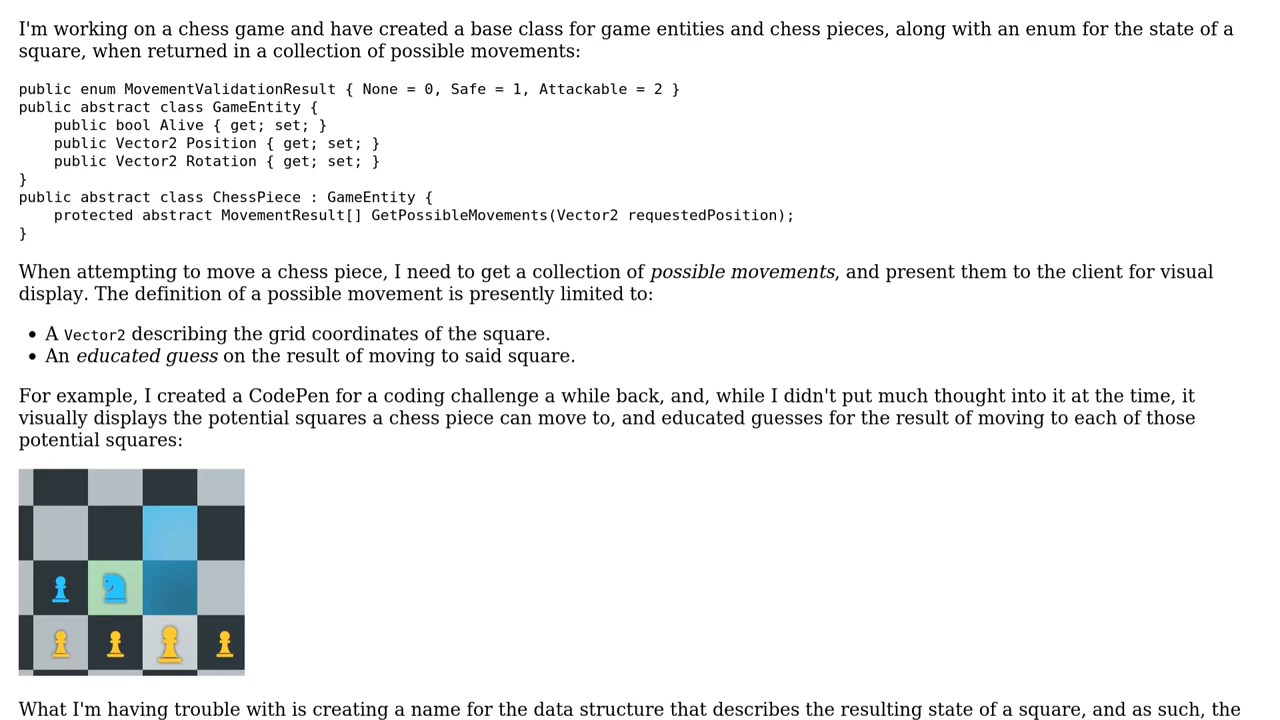 I'm working on a chess game and have created a base class for game entities and chess pieces, along with an enum for the state of a
square, when returned in a collection of possible movements:
public enum MovementValidationResult { None = 0, Safe = 1, Attackable = 2 }
public abstract class GameEntity {
    public bool Alive { get; set; }
    public Vector2 Position { get; set; }
    public Vector2 Rotation { get; set; }
}
public abstract class ChessPiece : GameEntity {
    protected abstract MovementResult[] GetPossibleMovements(Vector2 requestedPosition);
}
When attempting to move a chess piece, I need to get a collection of possible movements, and present them to the client for visual
display. The definition of a possible movement is presently limited to:
• A Vector2 describing the grid coordinates of the square.
• An educated guess on the result of moving to said square.
For example, I created a CodePen for a coding challenge a while back, and, while I didn't put much thought into it at the time, it
visually displays the potential squares a chess piece can move to, and educated guesses for the result of moving to each of those
potential squares:
What I'm having trouble with is creating a name for the data structure that describes the resulting state of a square, and as such, the